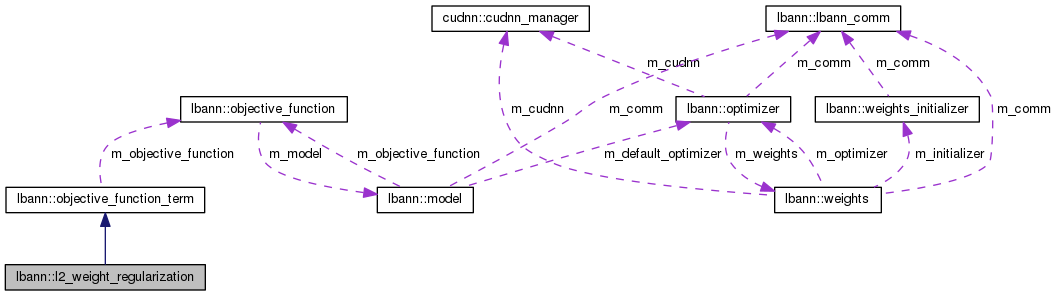 cudnn::cudnn_manager
lbann::lbann_comm
m_cudnn
m_comm
m_comm
lbann::objective_function
m_cudnn
m_comm
lbann::optimizer
lbann::weights_initializer
m_comm
m_objective_function
m_model
m_objective_function
m_default_optimizer
m_weights
m_optimizer
m_initializer
lbann::objective_function_term
lbann::model
lbann::weights
lbann::l2_weight_regularization